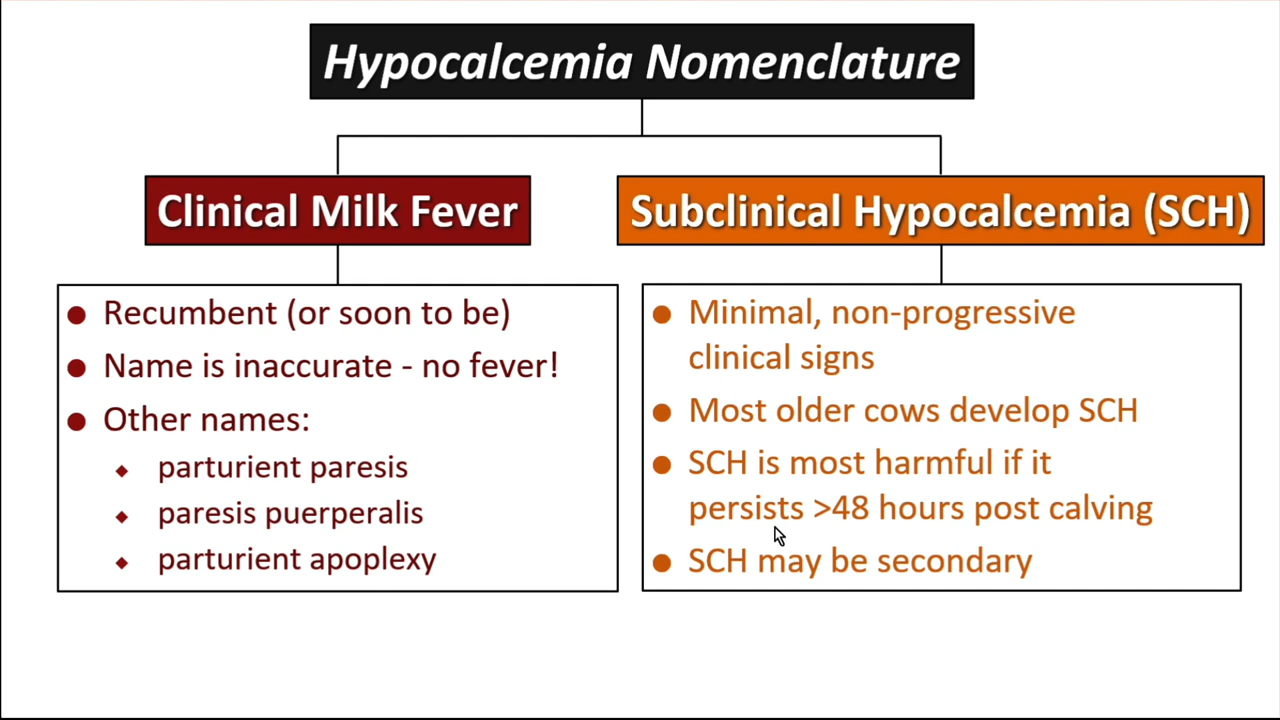 Hypocalcemia Nomenclature
Clinical Milk Fever
Recumbent (or soon to be)
Name is inaccurate - no fever!
Other names:
parturient paresis
paresis puerperalis
parturient apoplexy
Subclinical Hypocalcemia (SCH)
Minimal, non-progressive
clinical signs
Most older cows develop SCH
SCH is most harmful if it
persists >48 hours post calving
SCH may be secondary